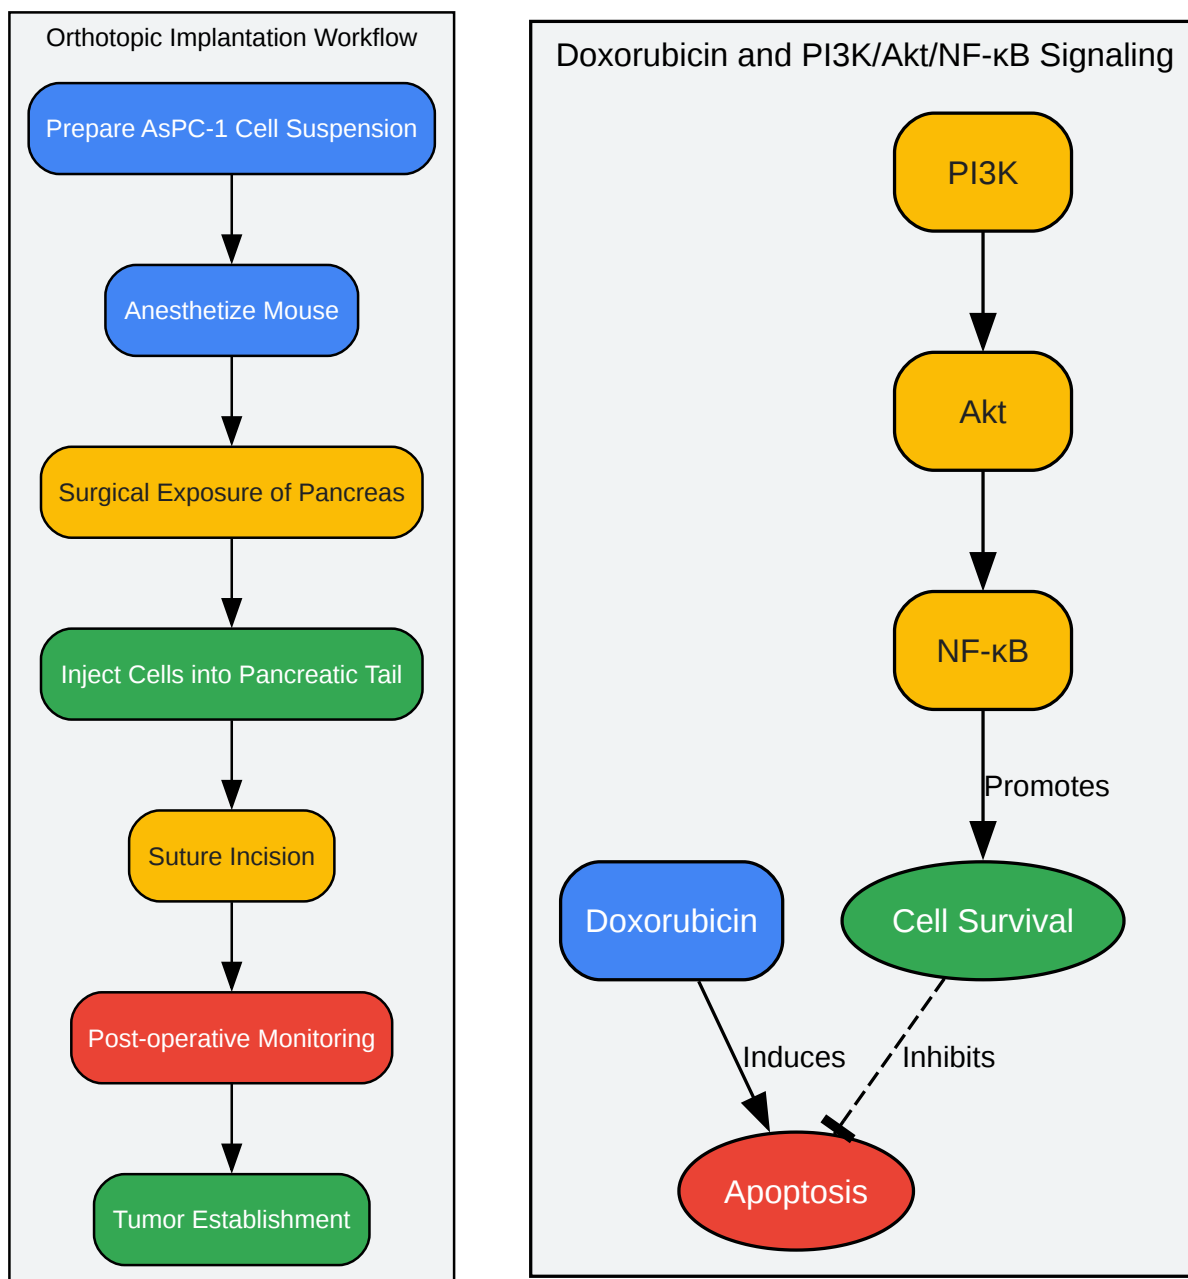 Orthotopic Implantation Workflow
Prepare AsPC-1 Cell Suspension
Anesthetize Mouse
Surgical Exposure of Pancreas
Inject Cells into Pancreatic Tail
Suture Incision
Post-operative Monitoring
Tumor Establishment
Doxorubicin and PI3K/Akt/NF-κB Signaling
PI3K
Akt
NF-κB
Promotes
Doxorubicin
Cell Survival
Induces
Inhibits
Apoptosis